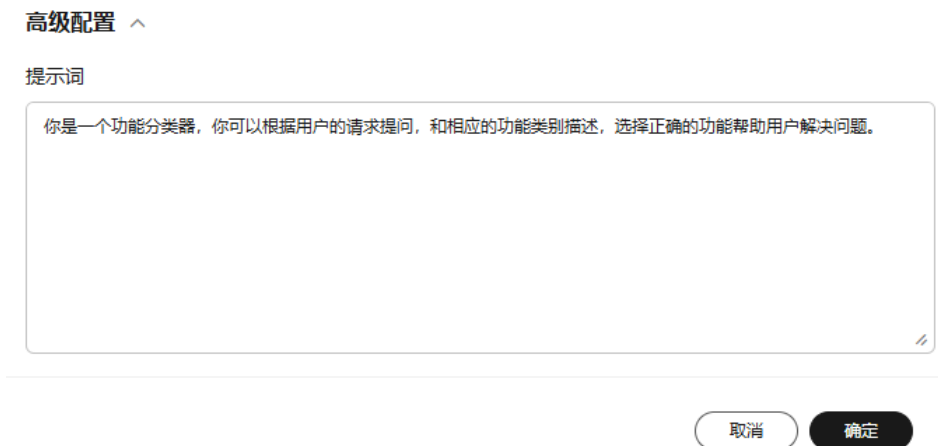 高级配置
提示词
你是一个功能分类器，你可以根据用户的请求提问，和相应的功能类别描述，选择正确的功能帮助用户解决问题。
取消
确定